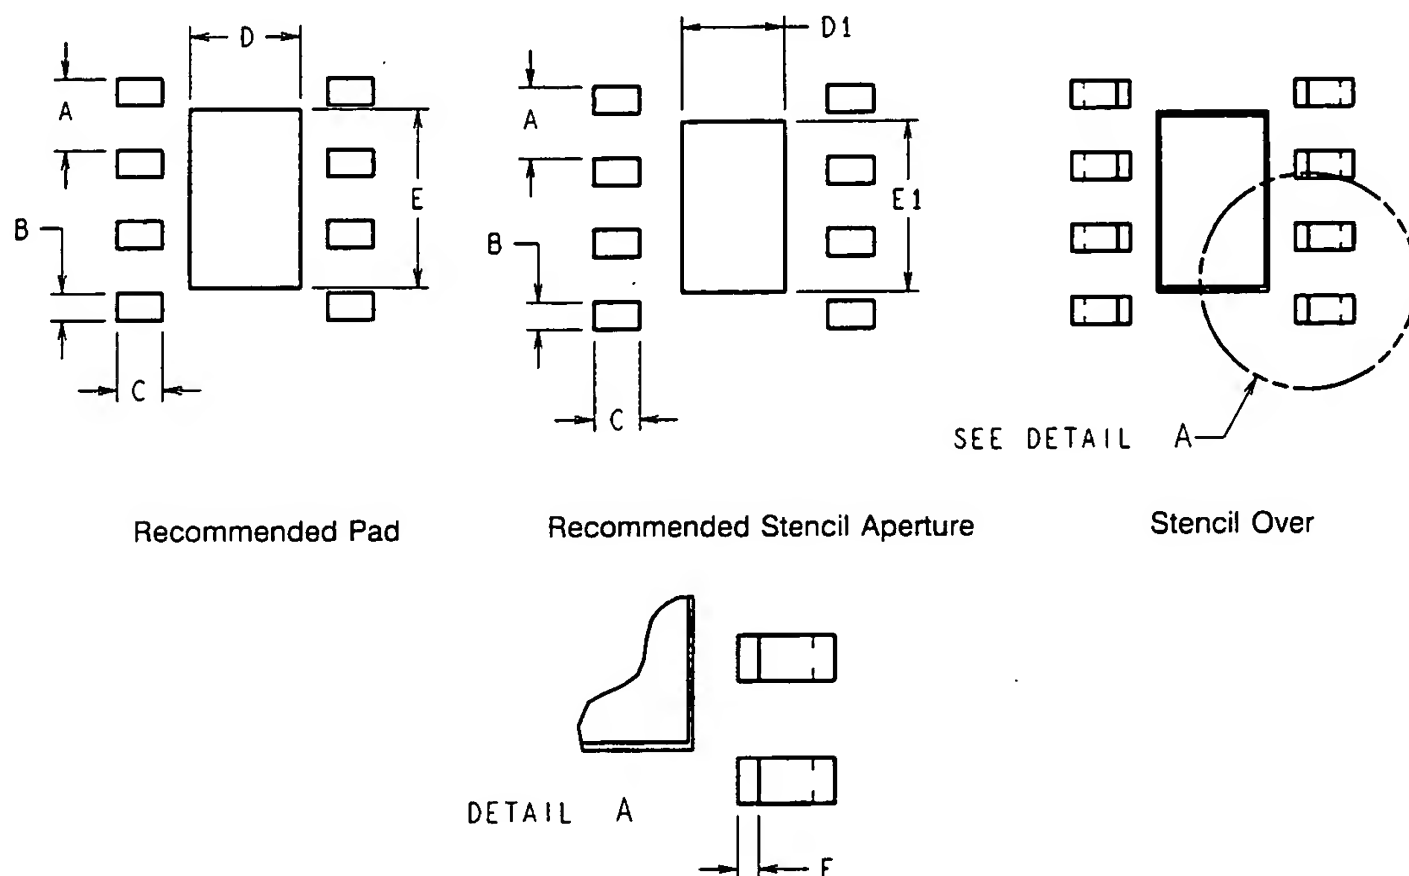 D
D1
A
A
E
E1
B
B
C
C
SEE DETAIL A
Recommended Pad
Recommended Stencil Aperture
Stencil Over
DETAIL A